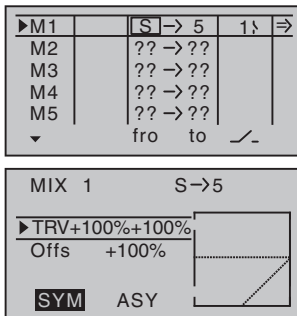 M1 S → 5 1 ⇒
M2 ?? → ??
M3 ?? → ??
M4 ?? → ??
M5 ?? → ??
fro to
MIX 1 S → 5
TRV+100%+100%
Offs +100%
SYM ASY